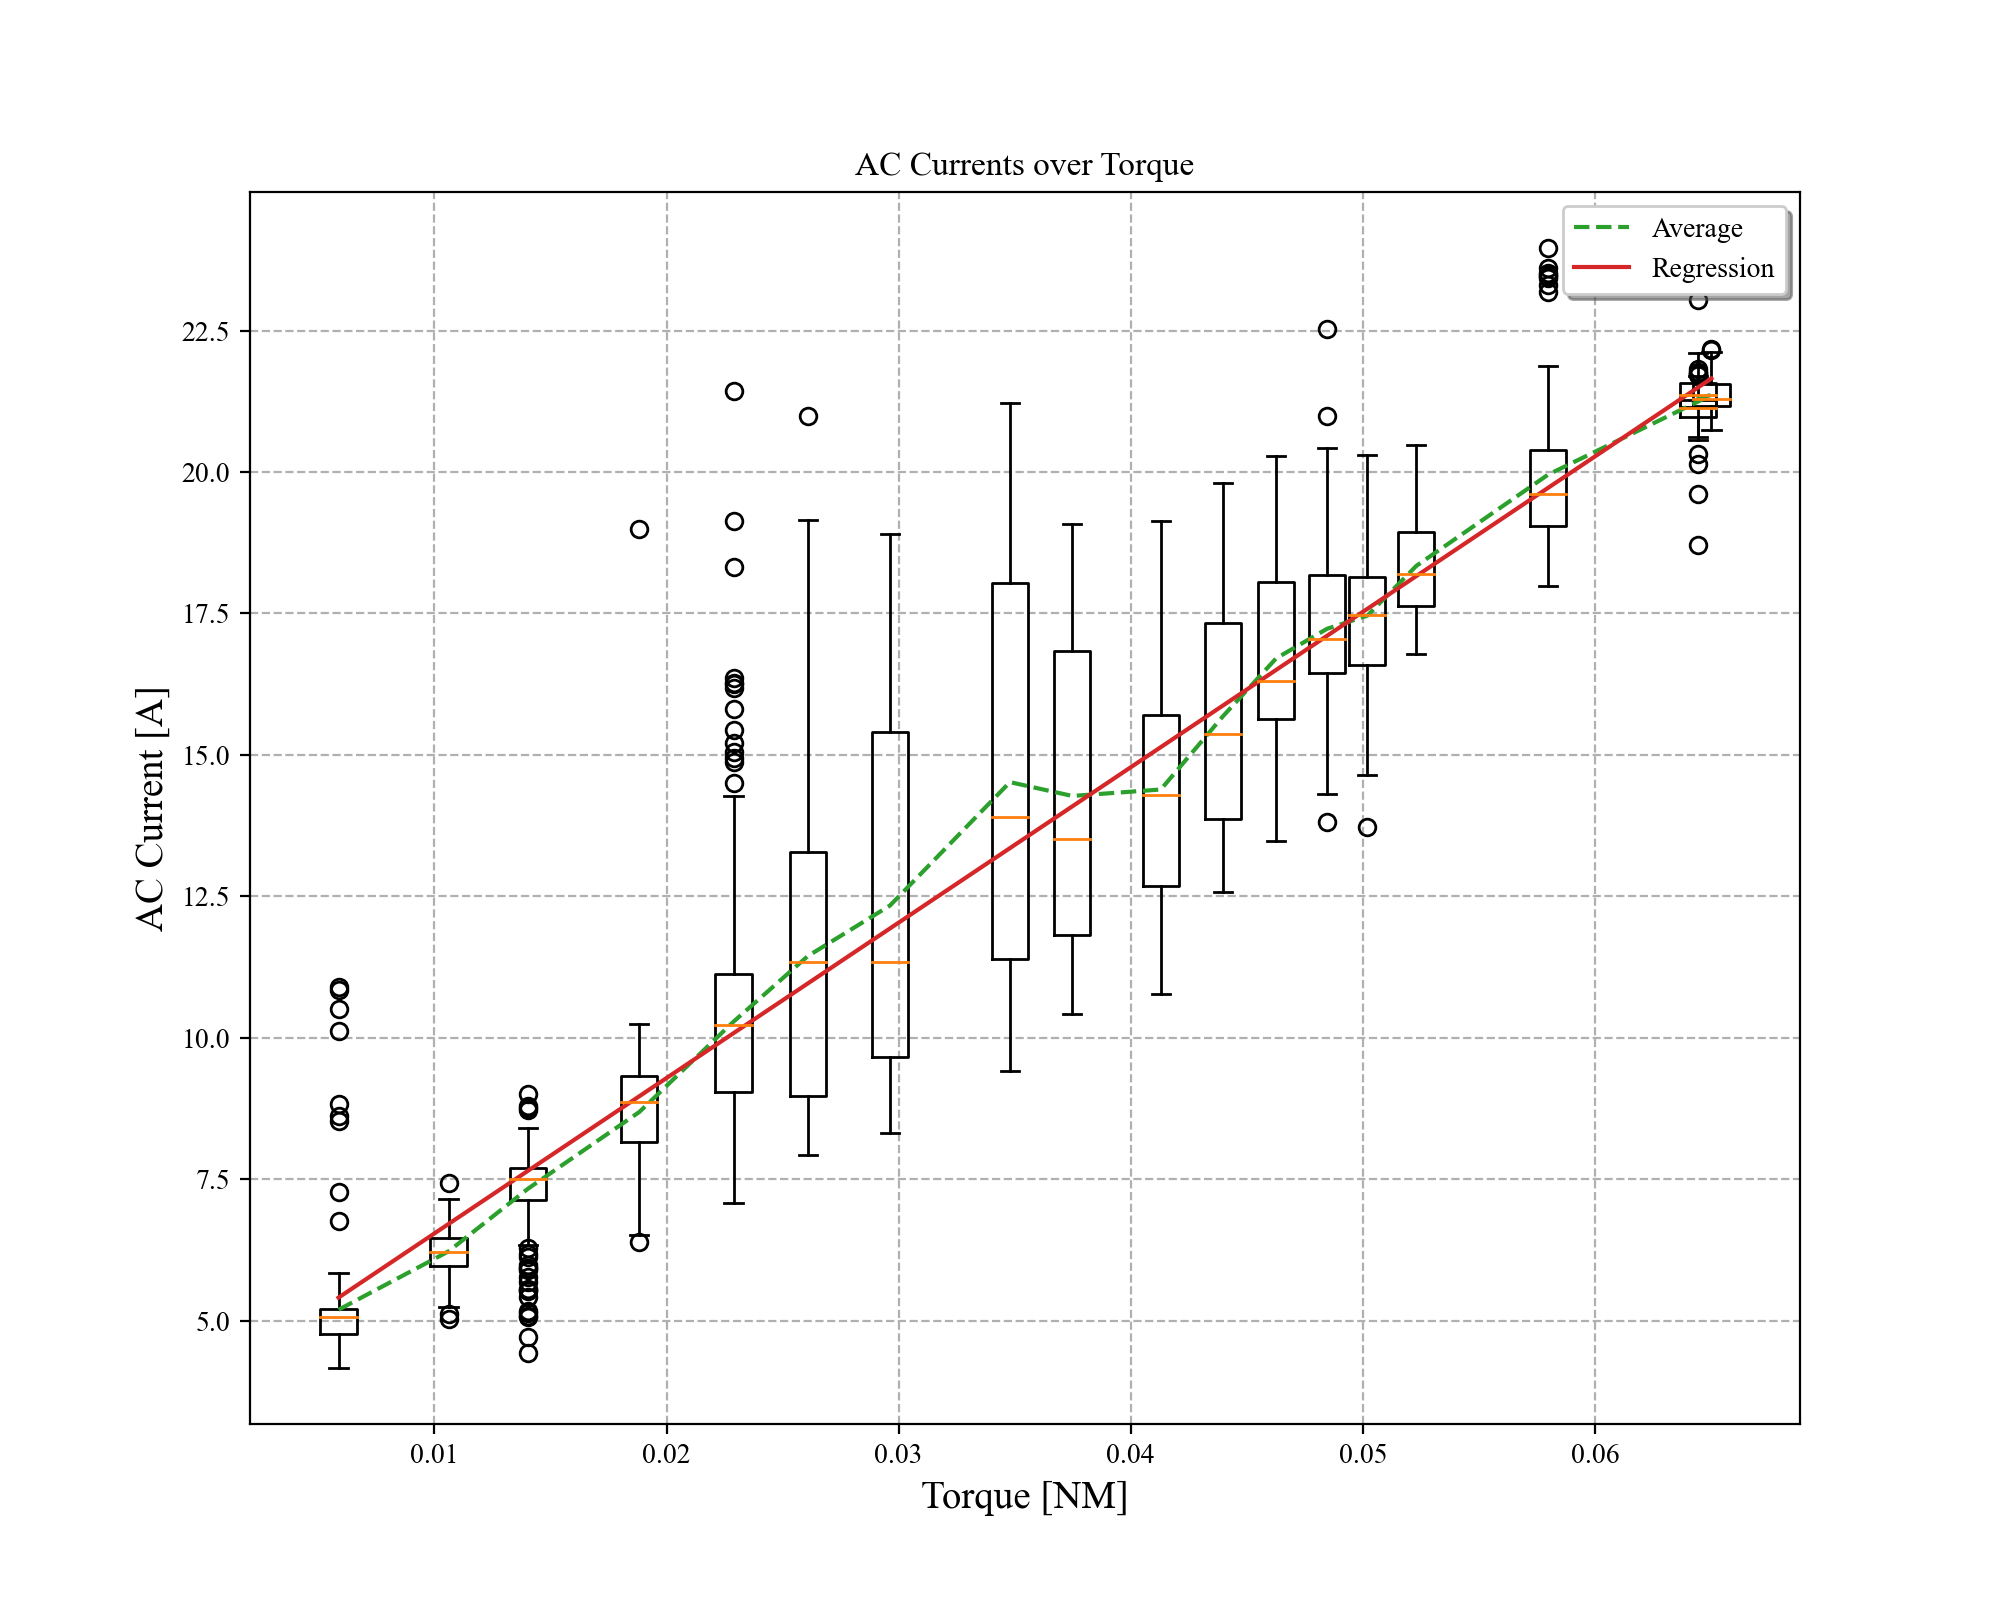 AC Currents over Torque
Average
Regression
22.5
20.0
17.5
15.0
12.5
10.0
7.5
5.0
AC Current [A]
0.01 0.02 0.03 0.04 0.05 0.06
Torque [NM]